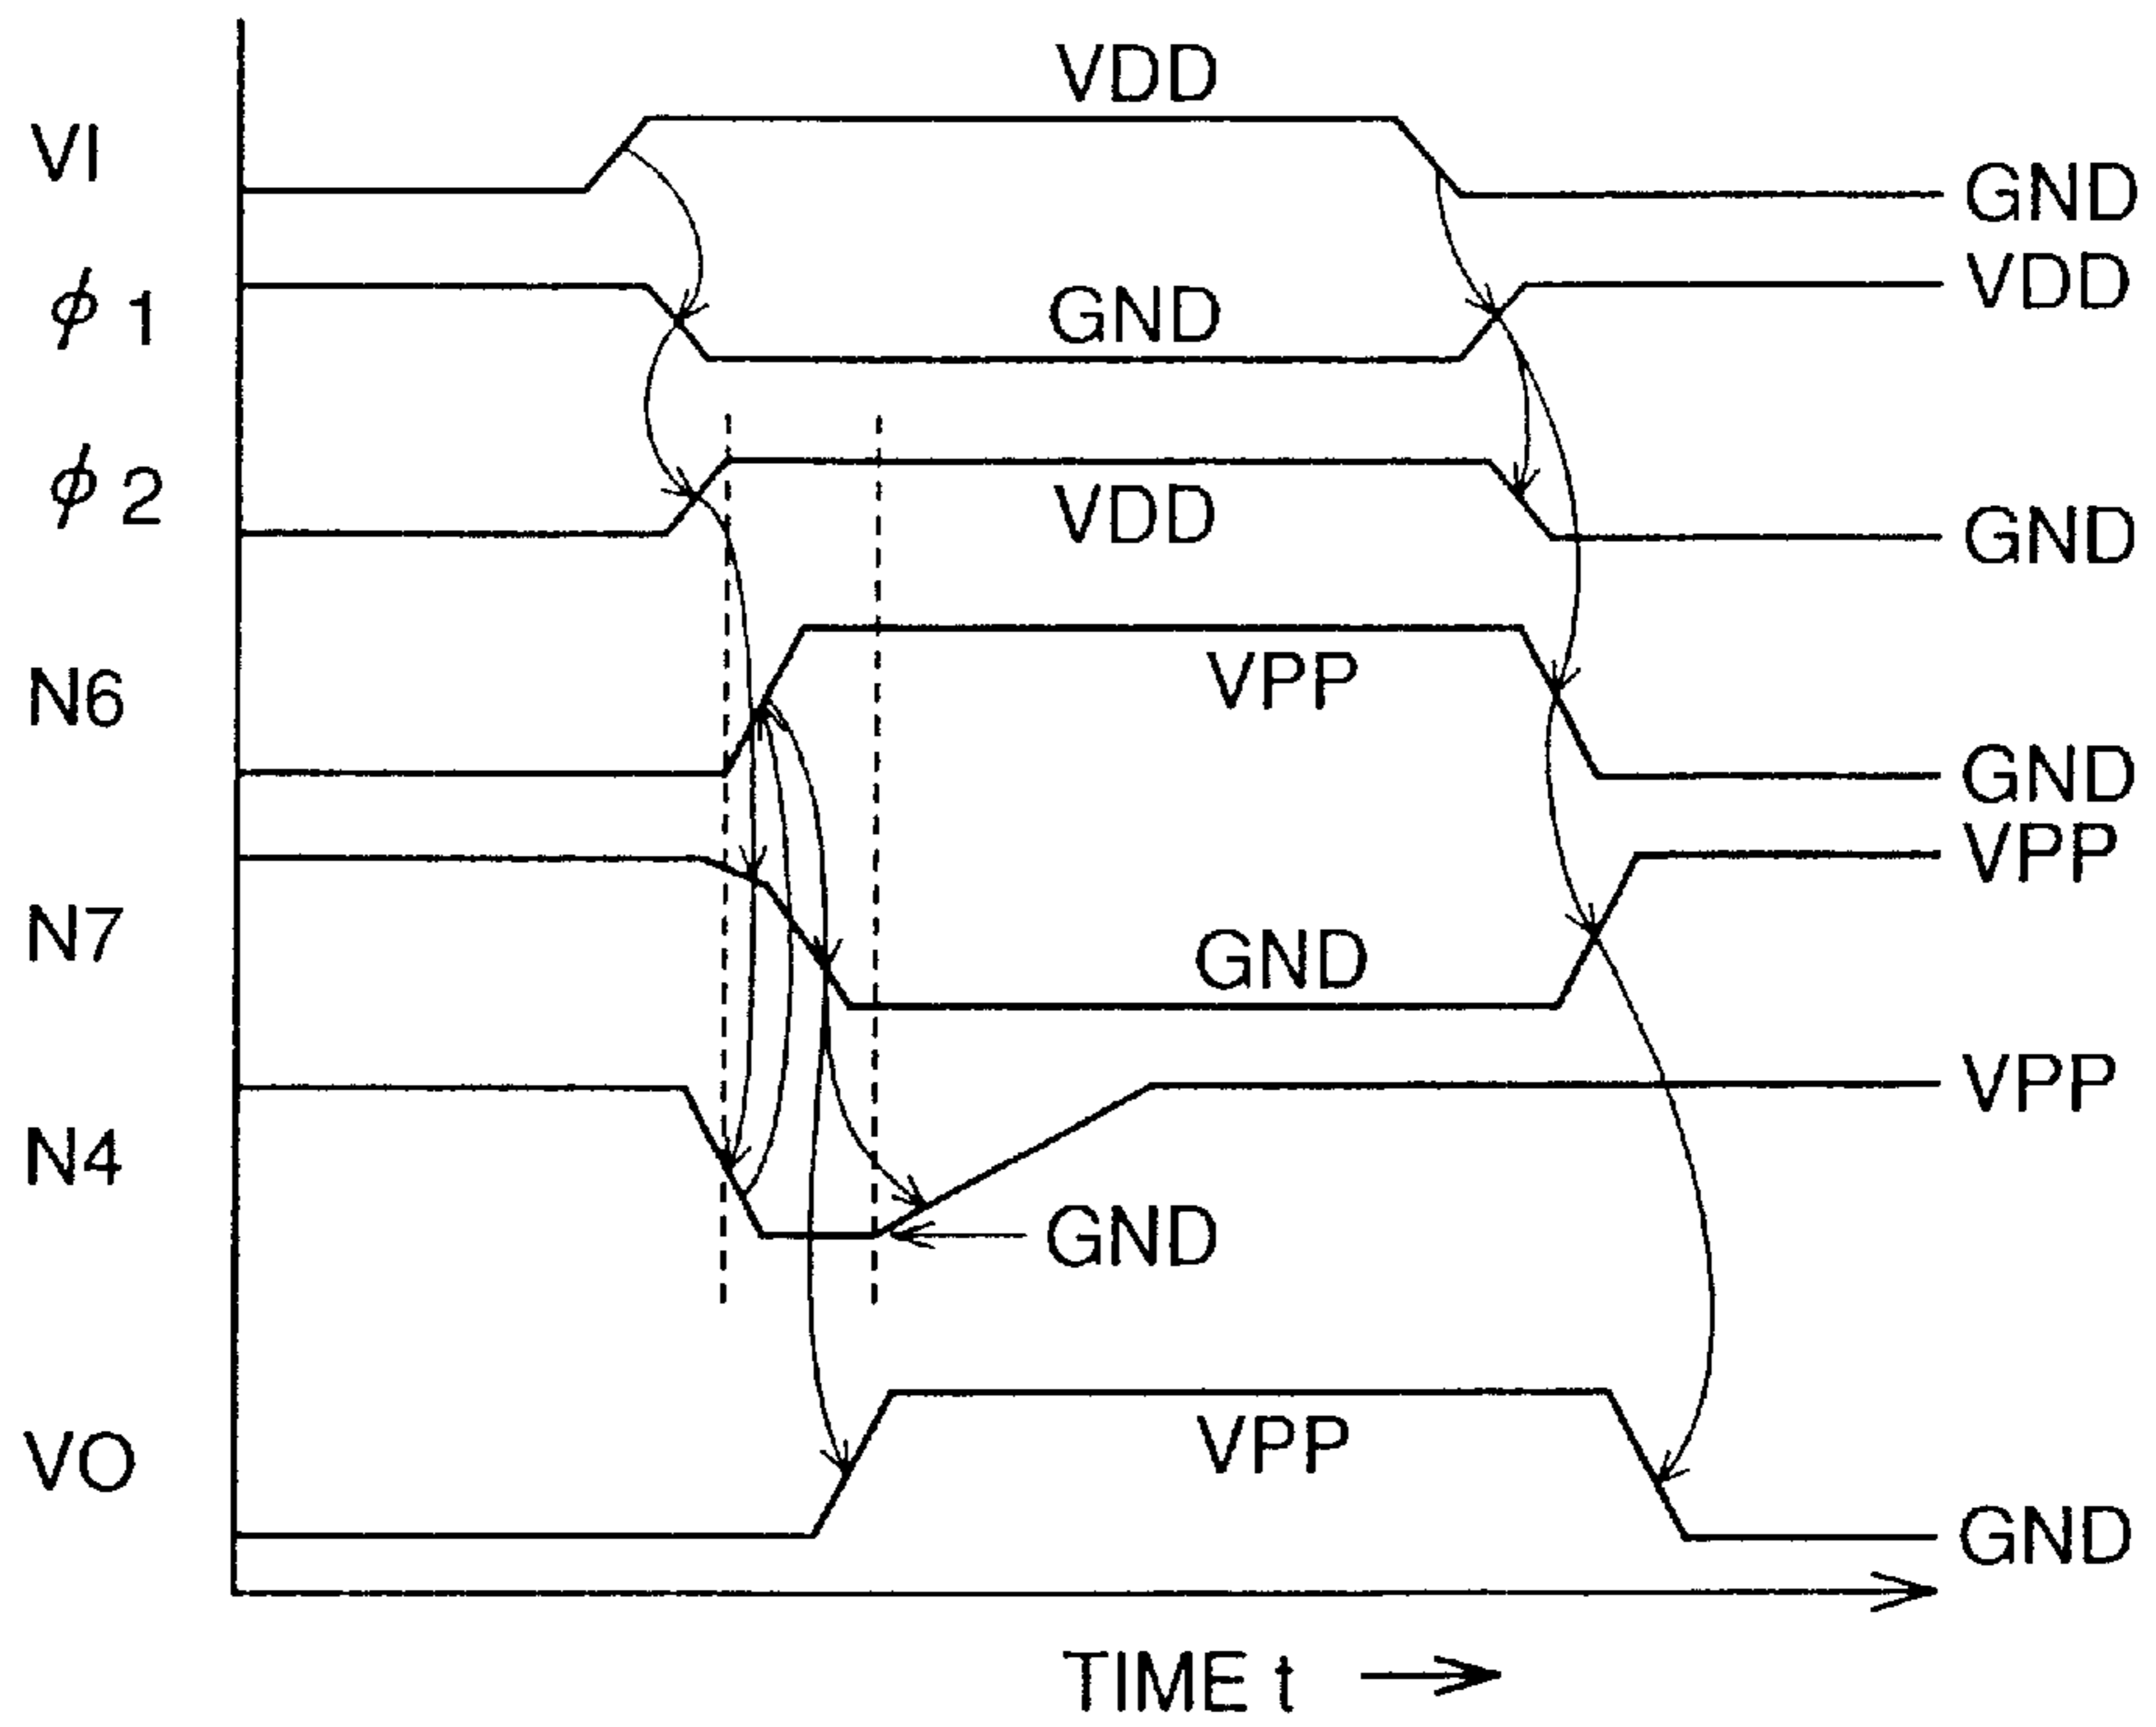 VDD
VI
GND
VDD
ϕ 1
GND
ϕ 2
VDD
GND
N6
VPP
GND
VPP
N7
GND
VPP
N4
GND
VPP
VO
GND
TIME t